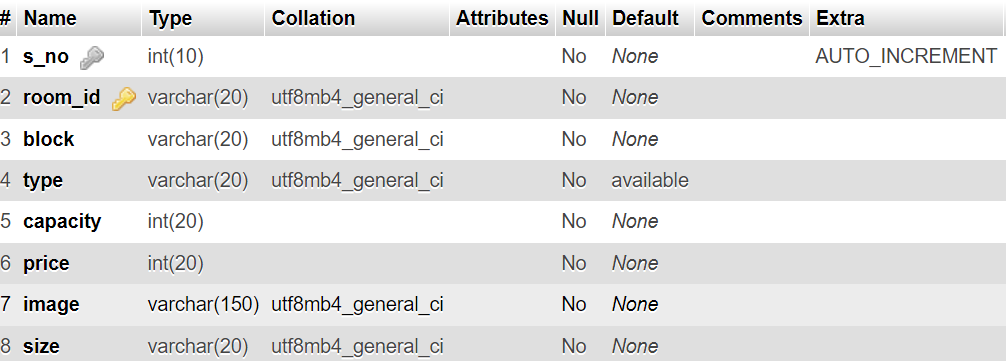 # Name Type Collation Attributes Null Default Comments Extra
1 s_no int(10) No None AUTO_INCREMENT
2 room_id varchar(20) utf8mb4_general_ci No None
3 block varchar(20) utf8mb4_general_ci No None
4 type varchar(20) utf8mb4_general_ci No available
5 capacity int(20) No None
6 price int(20) No None
7 image varchar(150) utf8mb4_general_ci No None
8 size varchar(20) utf8mb4_general_ci No None